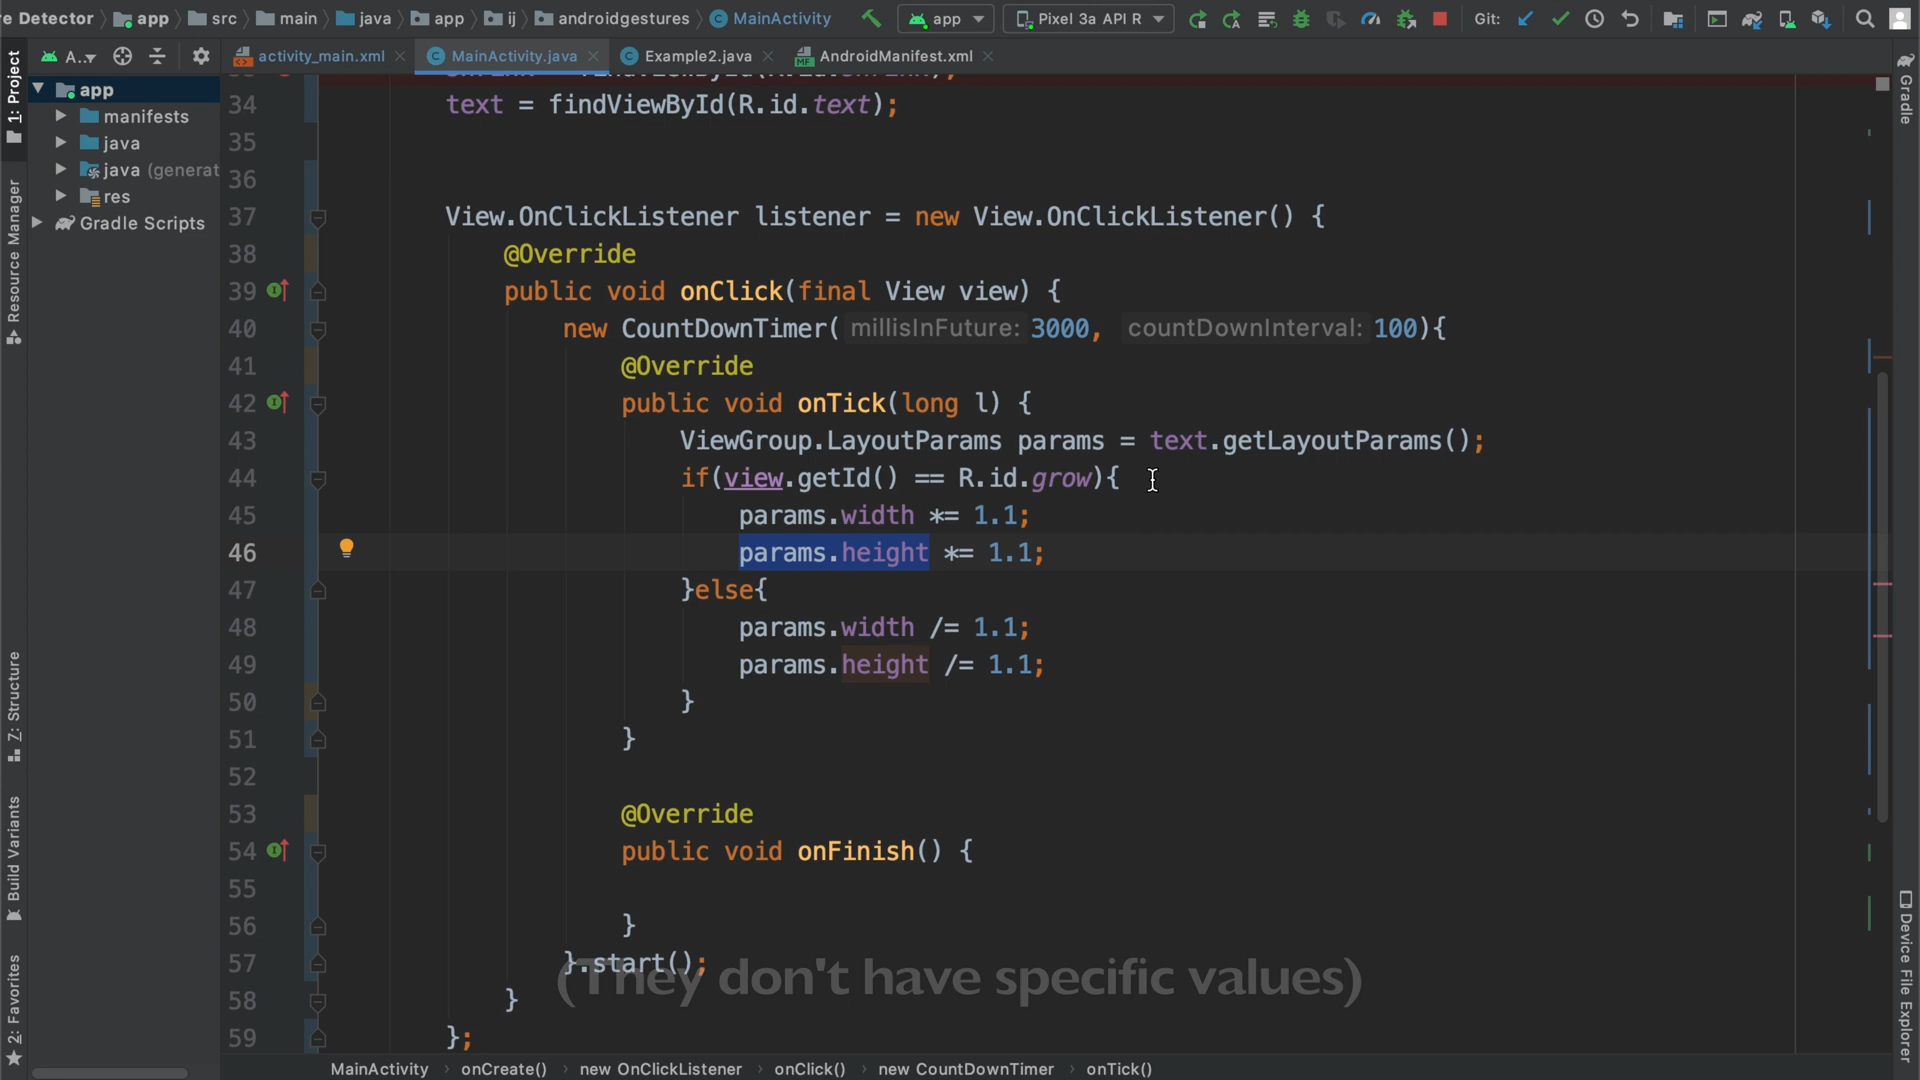 re Detector
app
src
main
java
app
ij
androidgestures
MainActivity
app
Pixel 3a API R
Git:
1: Project
A..
activity_main.xml
MainActivity.java
Example2.java
AndroidManifest.xml
Gradle
app
manifests
java
java (generat
res
Gradle Scripts
Resource Manager
Z: Structure
Build Variants
2: Favorites
Device File Explorer
34 text = findViewById(R.id.text);
35
36
37 View.OnClickListener listener = new View.OnClickListener() {
38 @Override
39 public void onClick(final View view) {
40 new CountDownTimer( millisInFuture: 3000, countDownInterval: 100){
41 @Override
42 public void onTick(long l) {
43 ViewGroup.LayoutParams params = text.getLayoutParams();
44 if(view.getId() == R.id.grow){
45 params.width *= 1.1;
46 params.height *= 1.1;
47 }else{
48 params.width /= 1.1;
49 params.height /= 1.1;
50 }
51 }
52
53 @Override
54 public void onFinish() {
55
56 }
57 }.start();
(They don't have specific values)
58 }
59 };
MainActivity › onCreate() › new OnClickListener › onClick() › new CountDownTimer › onTick()